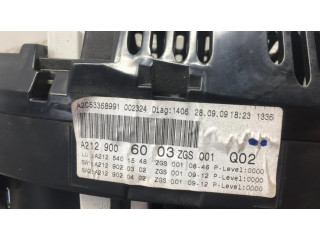 A2C53368991 002324 Diag:1406 28.09.09 18:23 1335
A212 900 60 03 ZGS 001 Q02
A212 540 15 48 ZGS 001 08-46 P-Level:0000
A212 902 03 02 ZGS 001 09-12 P-Level:0000
A212 902 04 02 ZGS 001 09-12 P-Level:0000